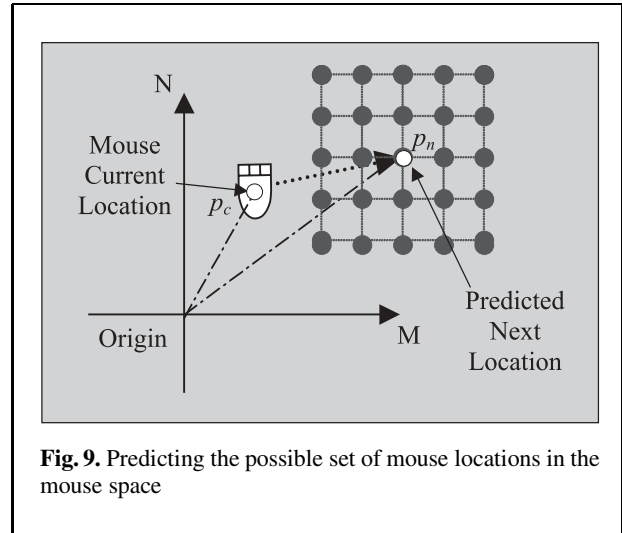 N
Mouse
Current
Location
p_c
p_n
Predicted
Next
Location
Origin
M
Fig. 9. Predicting the possible set of mouse locations in the
mouse space